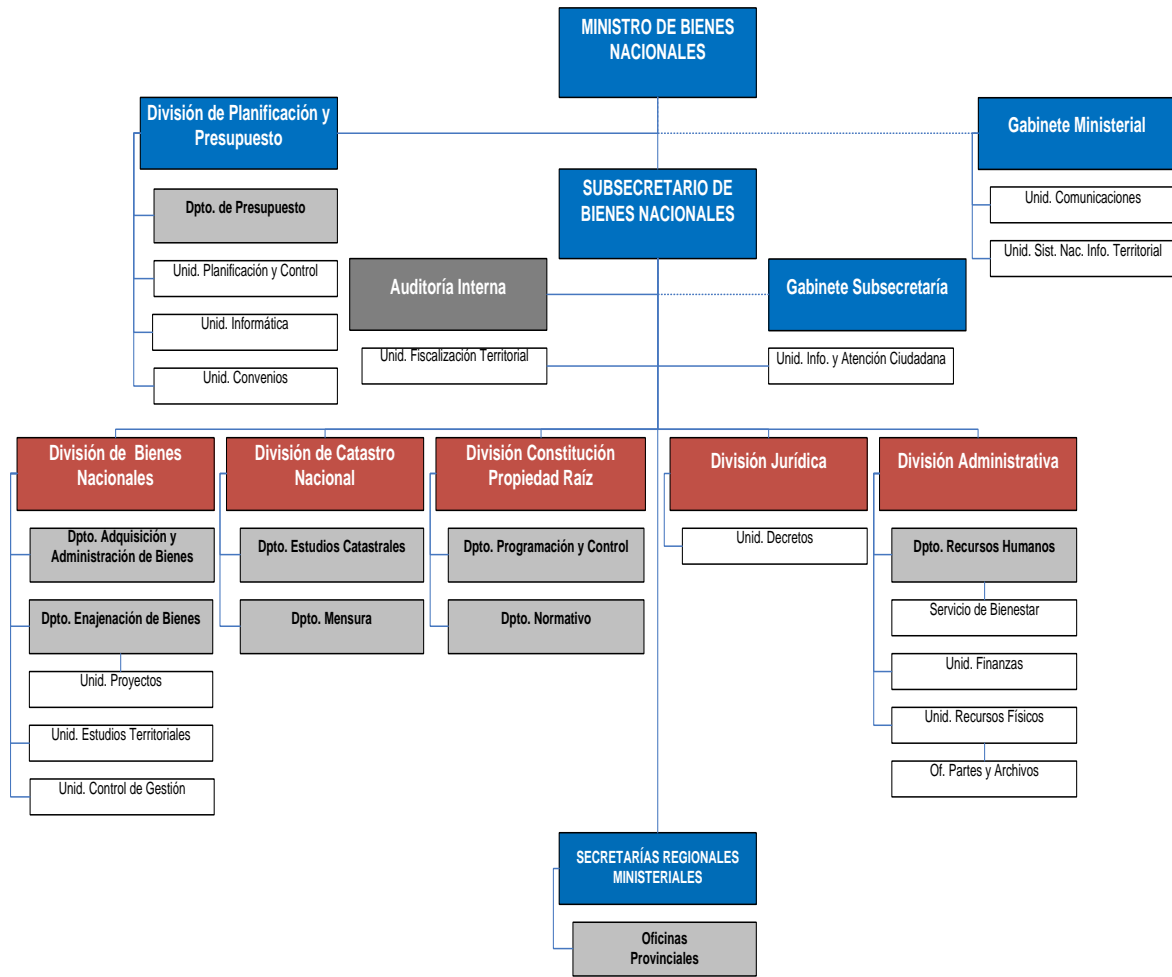 MINISTRO DE BIENES
NACIONALES
División de Planificación y
Presupuesto
Gabinete Ministerial
SUBSECRETARIO DE
BIENES NACIONALES
Dpto. de Presupuesto
Unid. Planificación y Control
Unid. Informática
Unid. Convenios
Unid. Comunicaciones
Unid. Sist. Nac. Info. Territorial
Auditoría Interna
Gabinete Subsecretaría
Unid. Fiscalización Territorial
Unid. Info. y Atención Ciudadana
División de Bienes
Nacionales
Dpto. Adquisición y
Administración de Bienes
Dpto. Enajenación de Bienes
Unid. Proyectos
Unid. Estudios Territoriales
Unid. Control de Gestión
División de Catastro
Nacional
Dpto. Estudios Catastrales
Dpto. Mensura
División Constitución
Propiedad Raíz
Dpto. Programación y Control
Dpto. Normativo
División Jurídica
Unid. Decretos
División Administrativa
Dpto. Recursos Humanos
Servicio de Bienestar
Unid. Finanzas
Unid. Recursos Físicos
Of. Partes y Archivos
SECRETARÍAS REGIONALES
MINISTERIALES
Oficinas
Provinciales